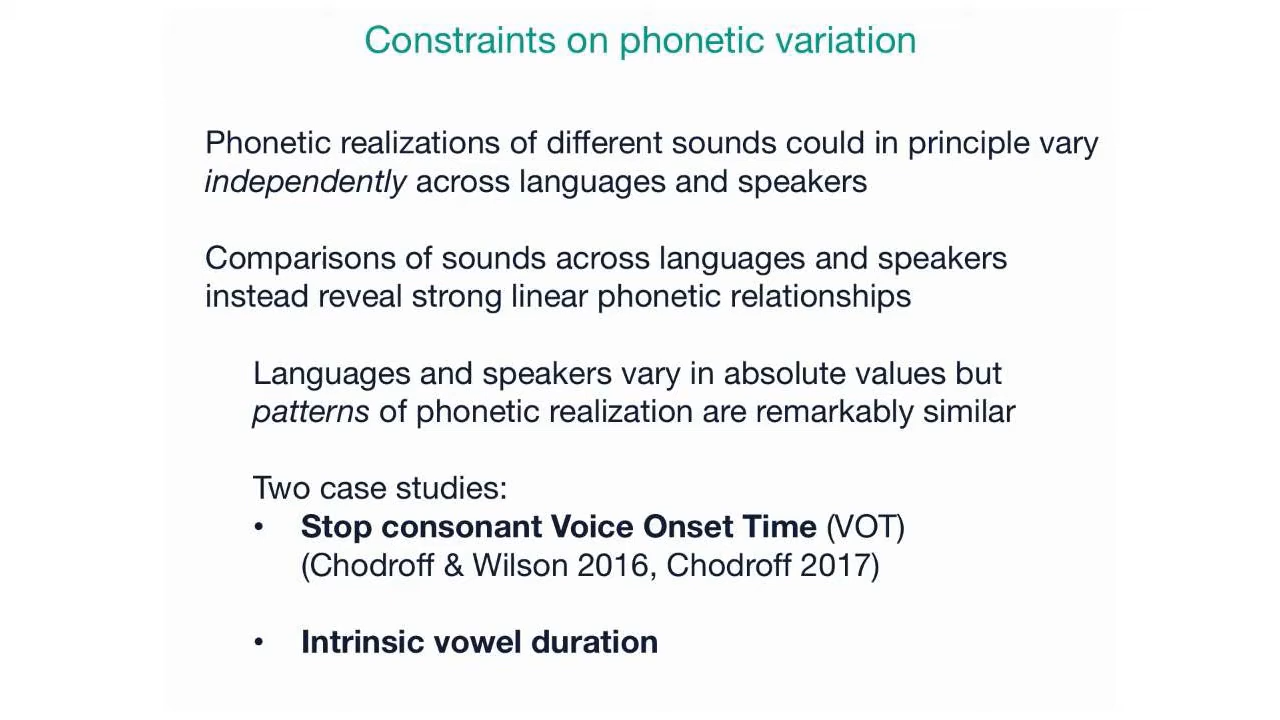 Constraints on phonetic variation
Phonetic realizations of different sounds could in principle vary
independently across languages and speakers
Comparisons of sounds across languages and speakers
instead reveal strong linear phonetic relationships
Languages and speakers vary in absolute values but
patterns of phonetic realization are remarkably similar
Two case studies:
• Stop consonant Voice Onset Time (VOT)
(Chodroff & Wilson 2016, Chodroff 2017)
• Intrinsic vowel duration